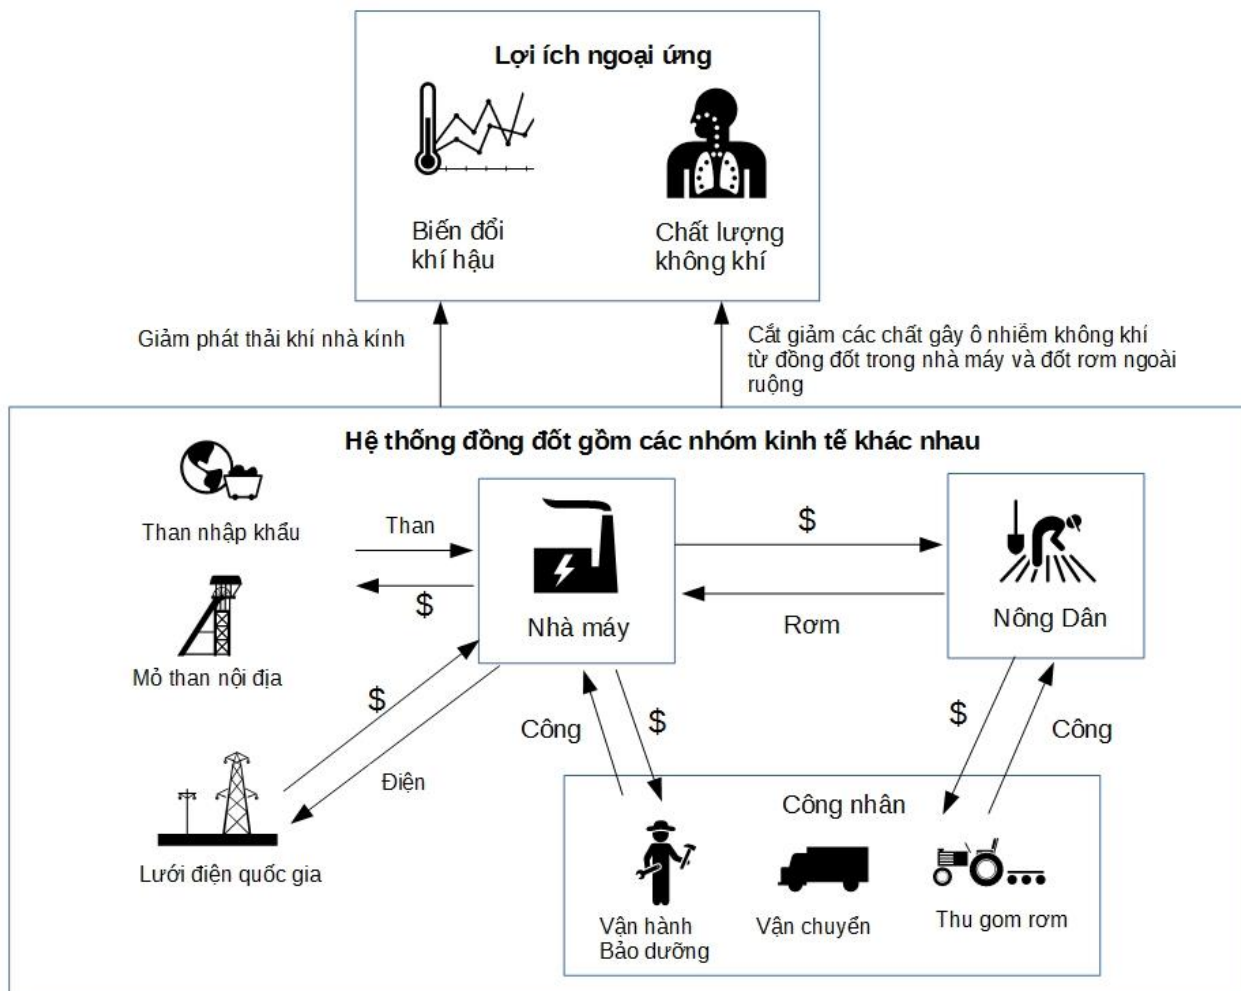 Lợi ích ngoại ứng
Biến đổi
khí hậu
Chất lượng
không khí
Giảm phát thải khí nhà kính
Cắt giảm các chất gây ô nhiễm không khí
từ đồng đốt trong nhà máy và đốt rơm ngoài
ruộng
Hệ thống đồng đốt gồm các nhóm kinh tế khác nhau
Than nhập khẩu
Than
$
Mỏ than nội địa
Nhà máy
$
Rơm
Nông Dân
$
Điện
Lưới điện quốc gia
Công
$
$
Công
Công nhân
Vận hành
Bảo dưỡng
Vận chuyển
Thu gom rơm